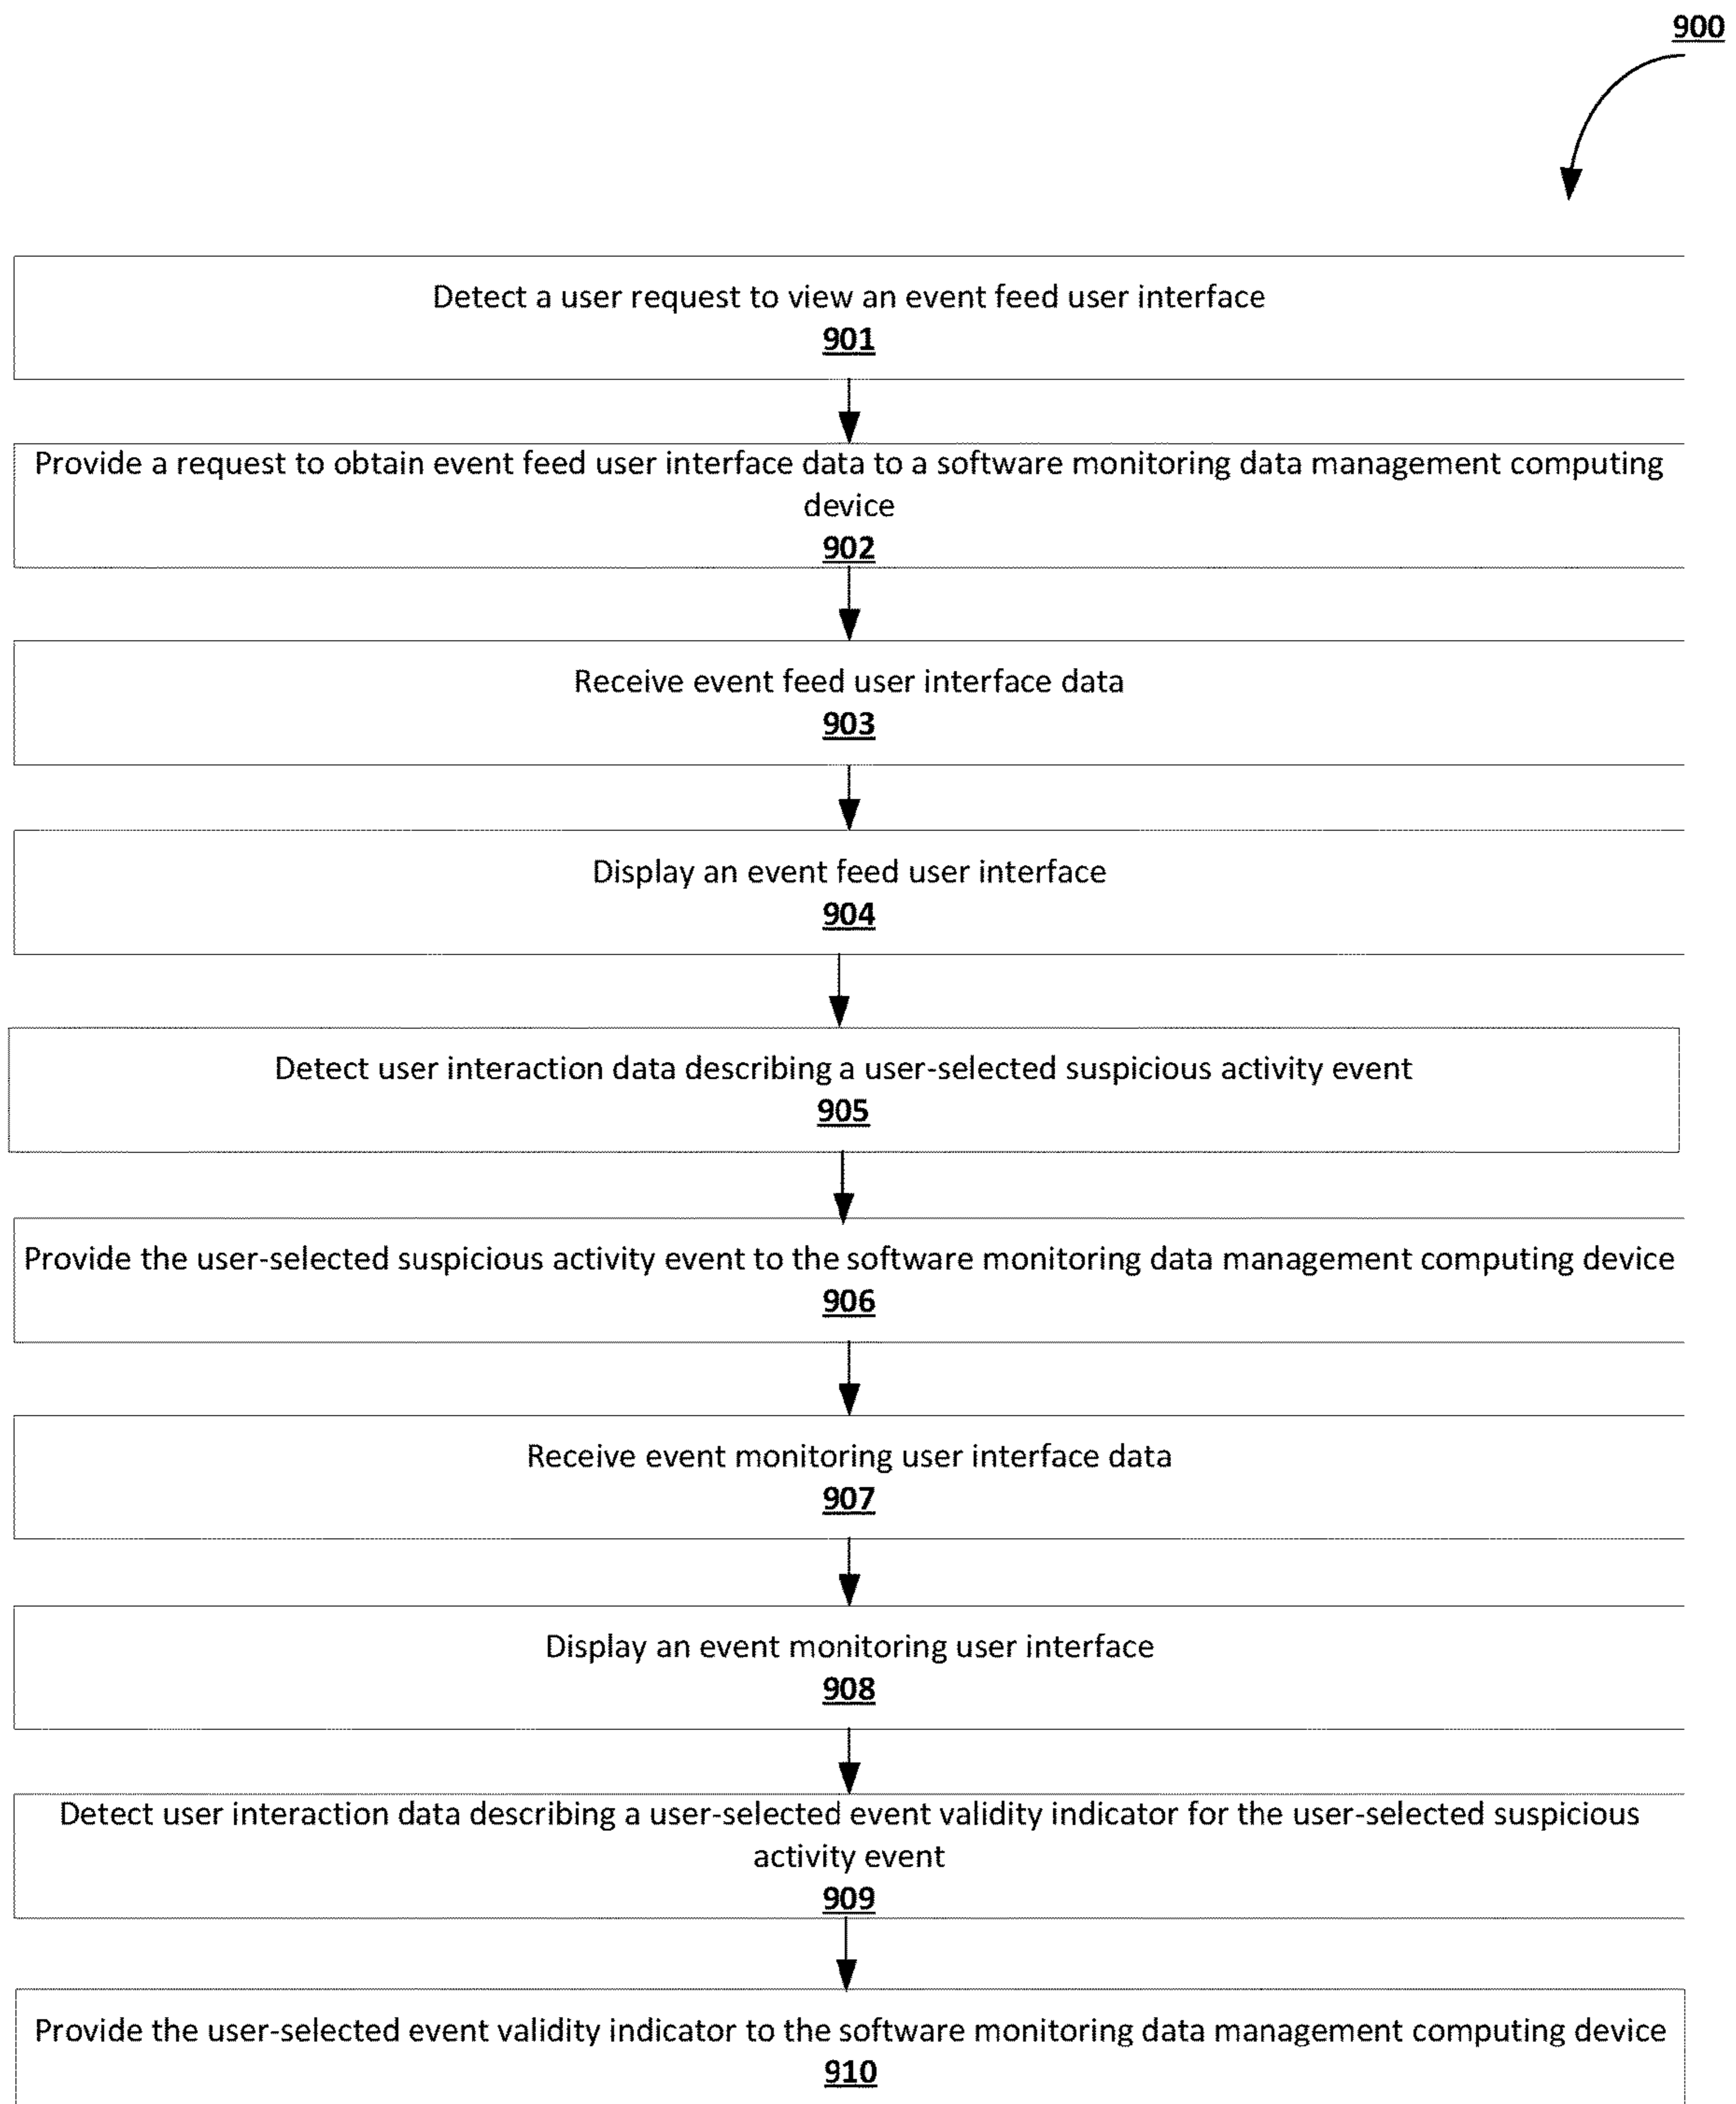 900
Detect a user request to view an event feed user interface
901
Provide a request to obtain event feed user interface data to a software monitoring data management computing
device
902
Receive event feed user interface data
903
Display an event feed user interface
904
Detect user interaction data describing a user-selected suspicious activity event
905
Provide the user-selected suspicious activity event to the software monitoring data management computing device
906
Receive event monitoring user interface data
907
Display an event monitoring user interface
908
Detect user interaction data describing a user-selected event validity indicator for the user-selected suspicious
activity event
909
Provide the user-selected event validity indicator to the software monitoring data management computing device
910